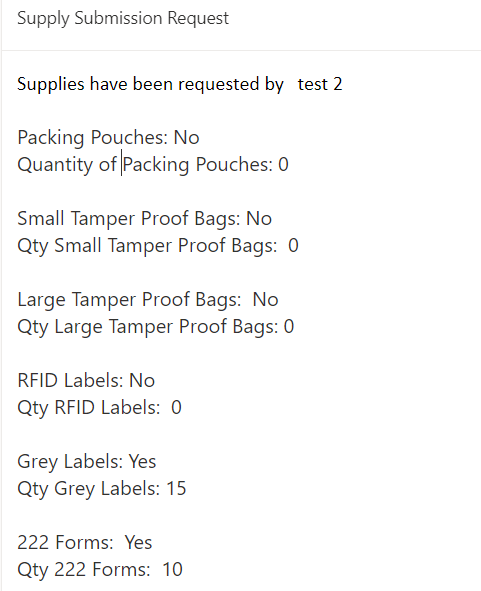 Supply Submission Request
Supplies have been requested by test 2
Packing Pouches: No
Quantity of Packing Pouches: 0
Small Tamper Proof Bags: No
Qty Small Tamper Proof Bags: 0
Large Tamper Proof Bags: No
Qty Large Tamper Proof Bags: 0
RFID Labels: No
Qty RFID Labels: 0
Grey Labels: Yes
Qty Grey Labels: 15
222 Forms: Yes
Qty 222 Forms: 10